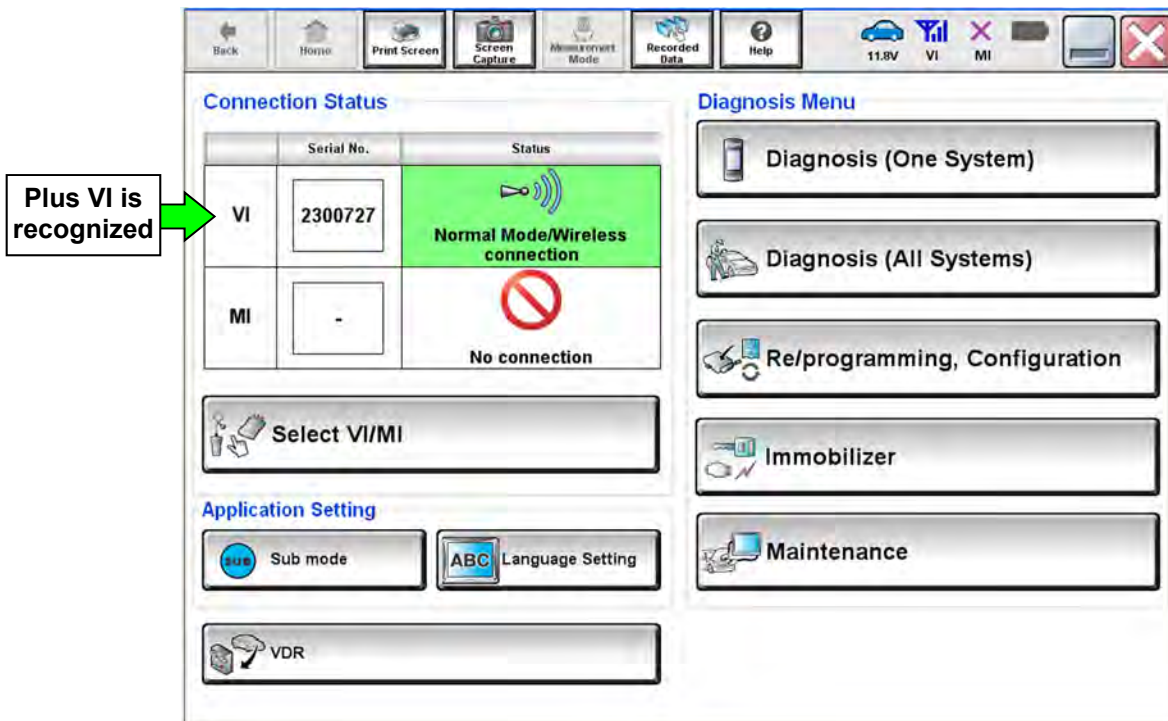 Back
Home
Print Screen
Screen
Capture
Measurement
Mode
Recorded
Data
Help
11.8V
VI
MI
Connection Status
Serial No.
Status
Plus VI is
recognized
VI
2300727
Normal Mode/Wireless
connection
MI
-
No connection
Select VI/MI
Application Setting
SUB
Sub mode
ABC
Language Setting
VDR
Diagnosis Menu
Diagnosis (One System)
Diagnosis (All Systems)
Re/programming, Configuration
Immobilizer
Maintenance